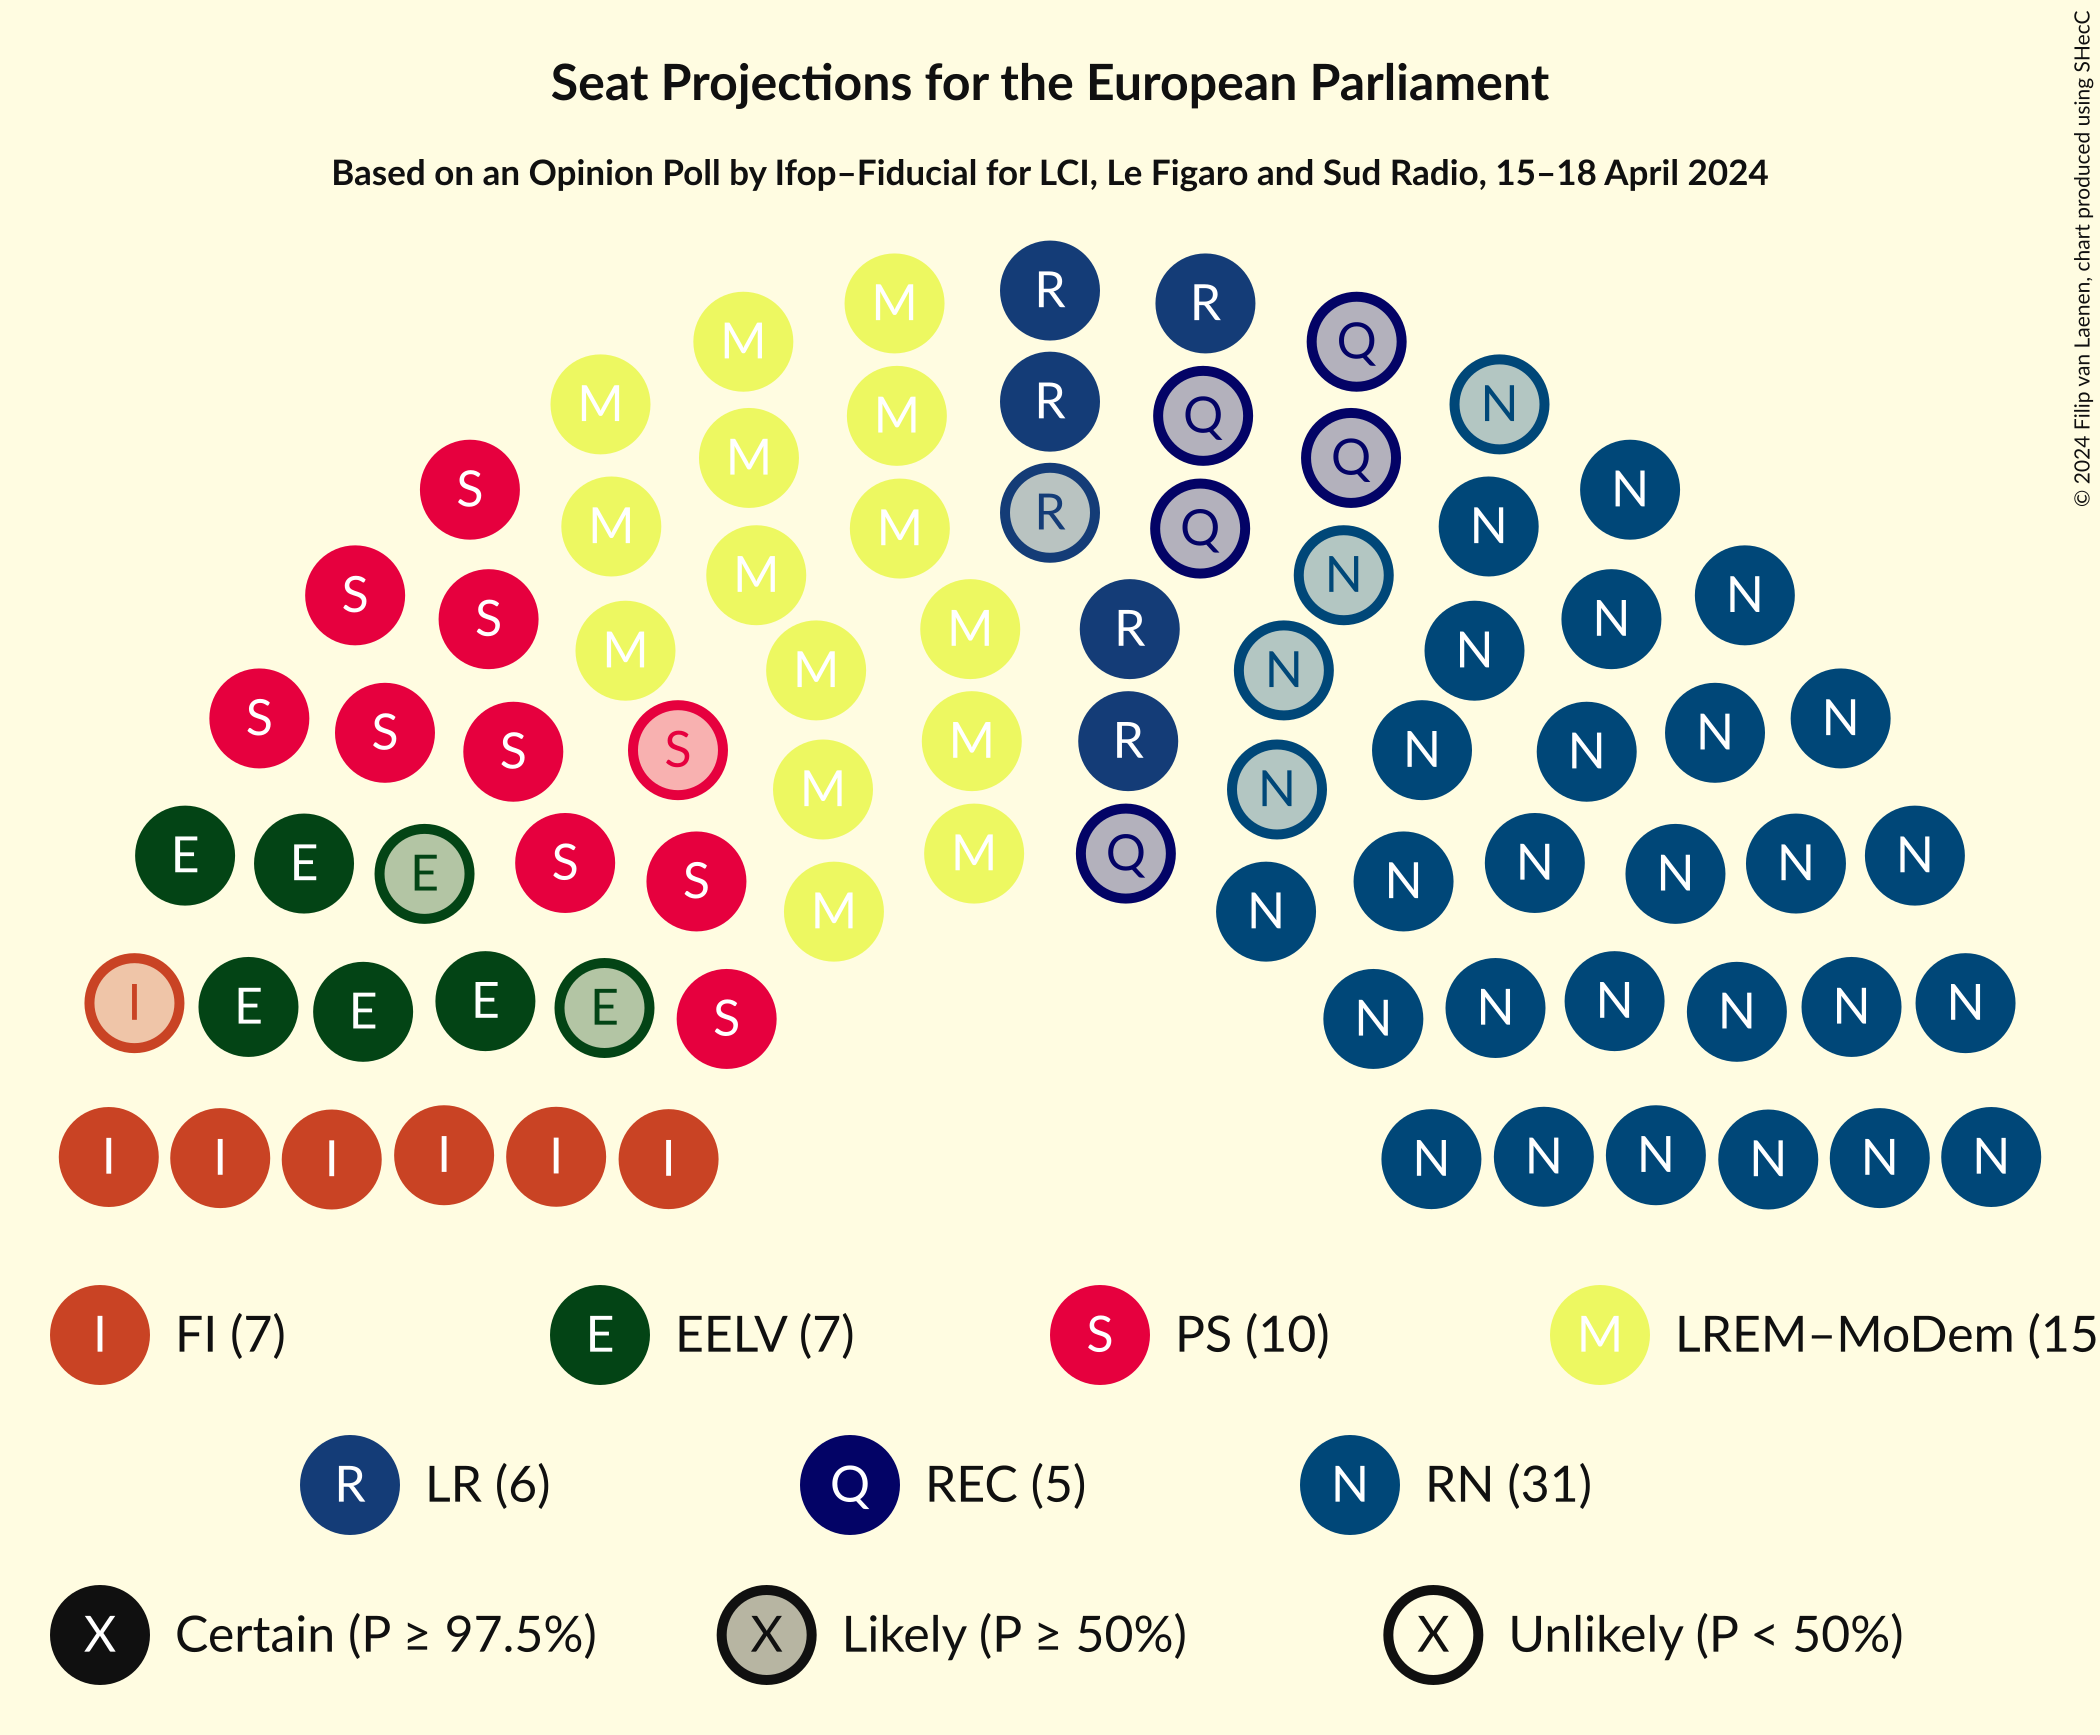 Seat Projections for the European Parliament
Based on an Opinion Poll by Ifop–Fiducial for LCI, Le Figaro and Sud Radio, 15–18 April 2024
© 2024 Filip van Laenen, chart produced using SHecC
R R
M M Q
M R N
M M Q Q
S M R N N
M M R Q N
S S M M R N N N
M N
S S S S M M R N N N N N
M N
E E E S S M M Q N N N N N N
I E E E E S N N N N N N
I I I I I I N N N N N N
I FI (7) E EELV (7) S PS (10) M LREM–MoDem (15
R LR (6) Q REC (5) N RN (31)
X Certain (P ≥ 97.5%) X Likely (P ≥ 50%) X Unlikely (P < 50%)